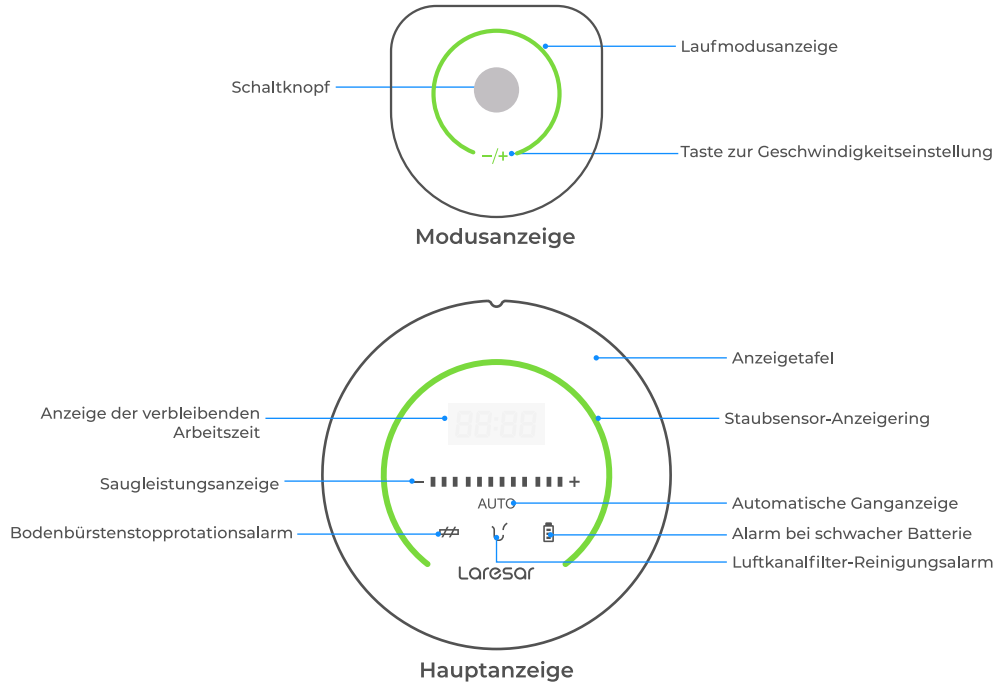 Laufmodusanzeige
Schaltknopf
−/+
Taste zur Geschwindigkeitseinstellung
Modusanzeige
Anzeigetafel
Anzeige der verbleibenden
Arbeitszeit
88:88
Staubsensor-Anzeigering
Saugleistungsanzeige
− +
AUTO
Automatische Ganganzeige
Bodenbürstenstopprotationsalarm
Alarm bei schwacher Batterie
Luftkanalfilter-Reinigungsalarm
Laresar
Hauptanzeige